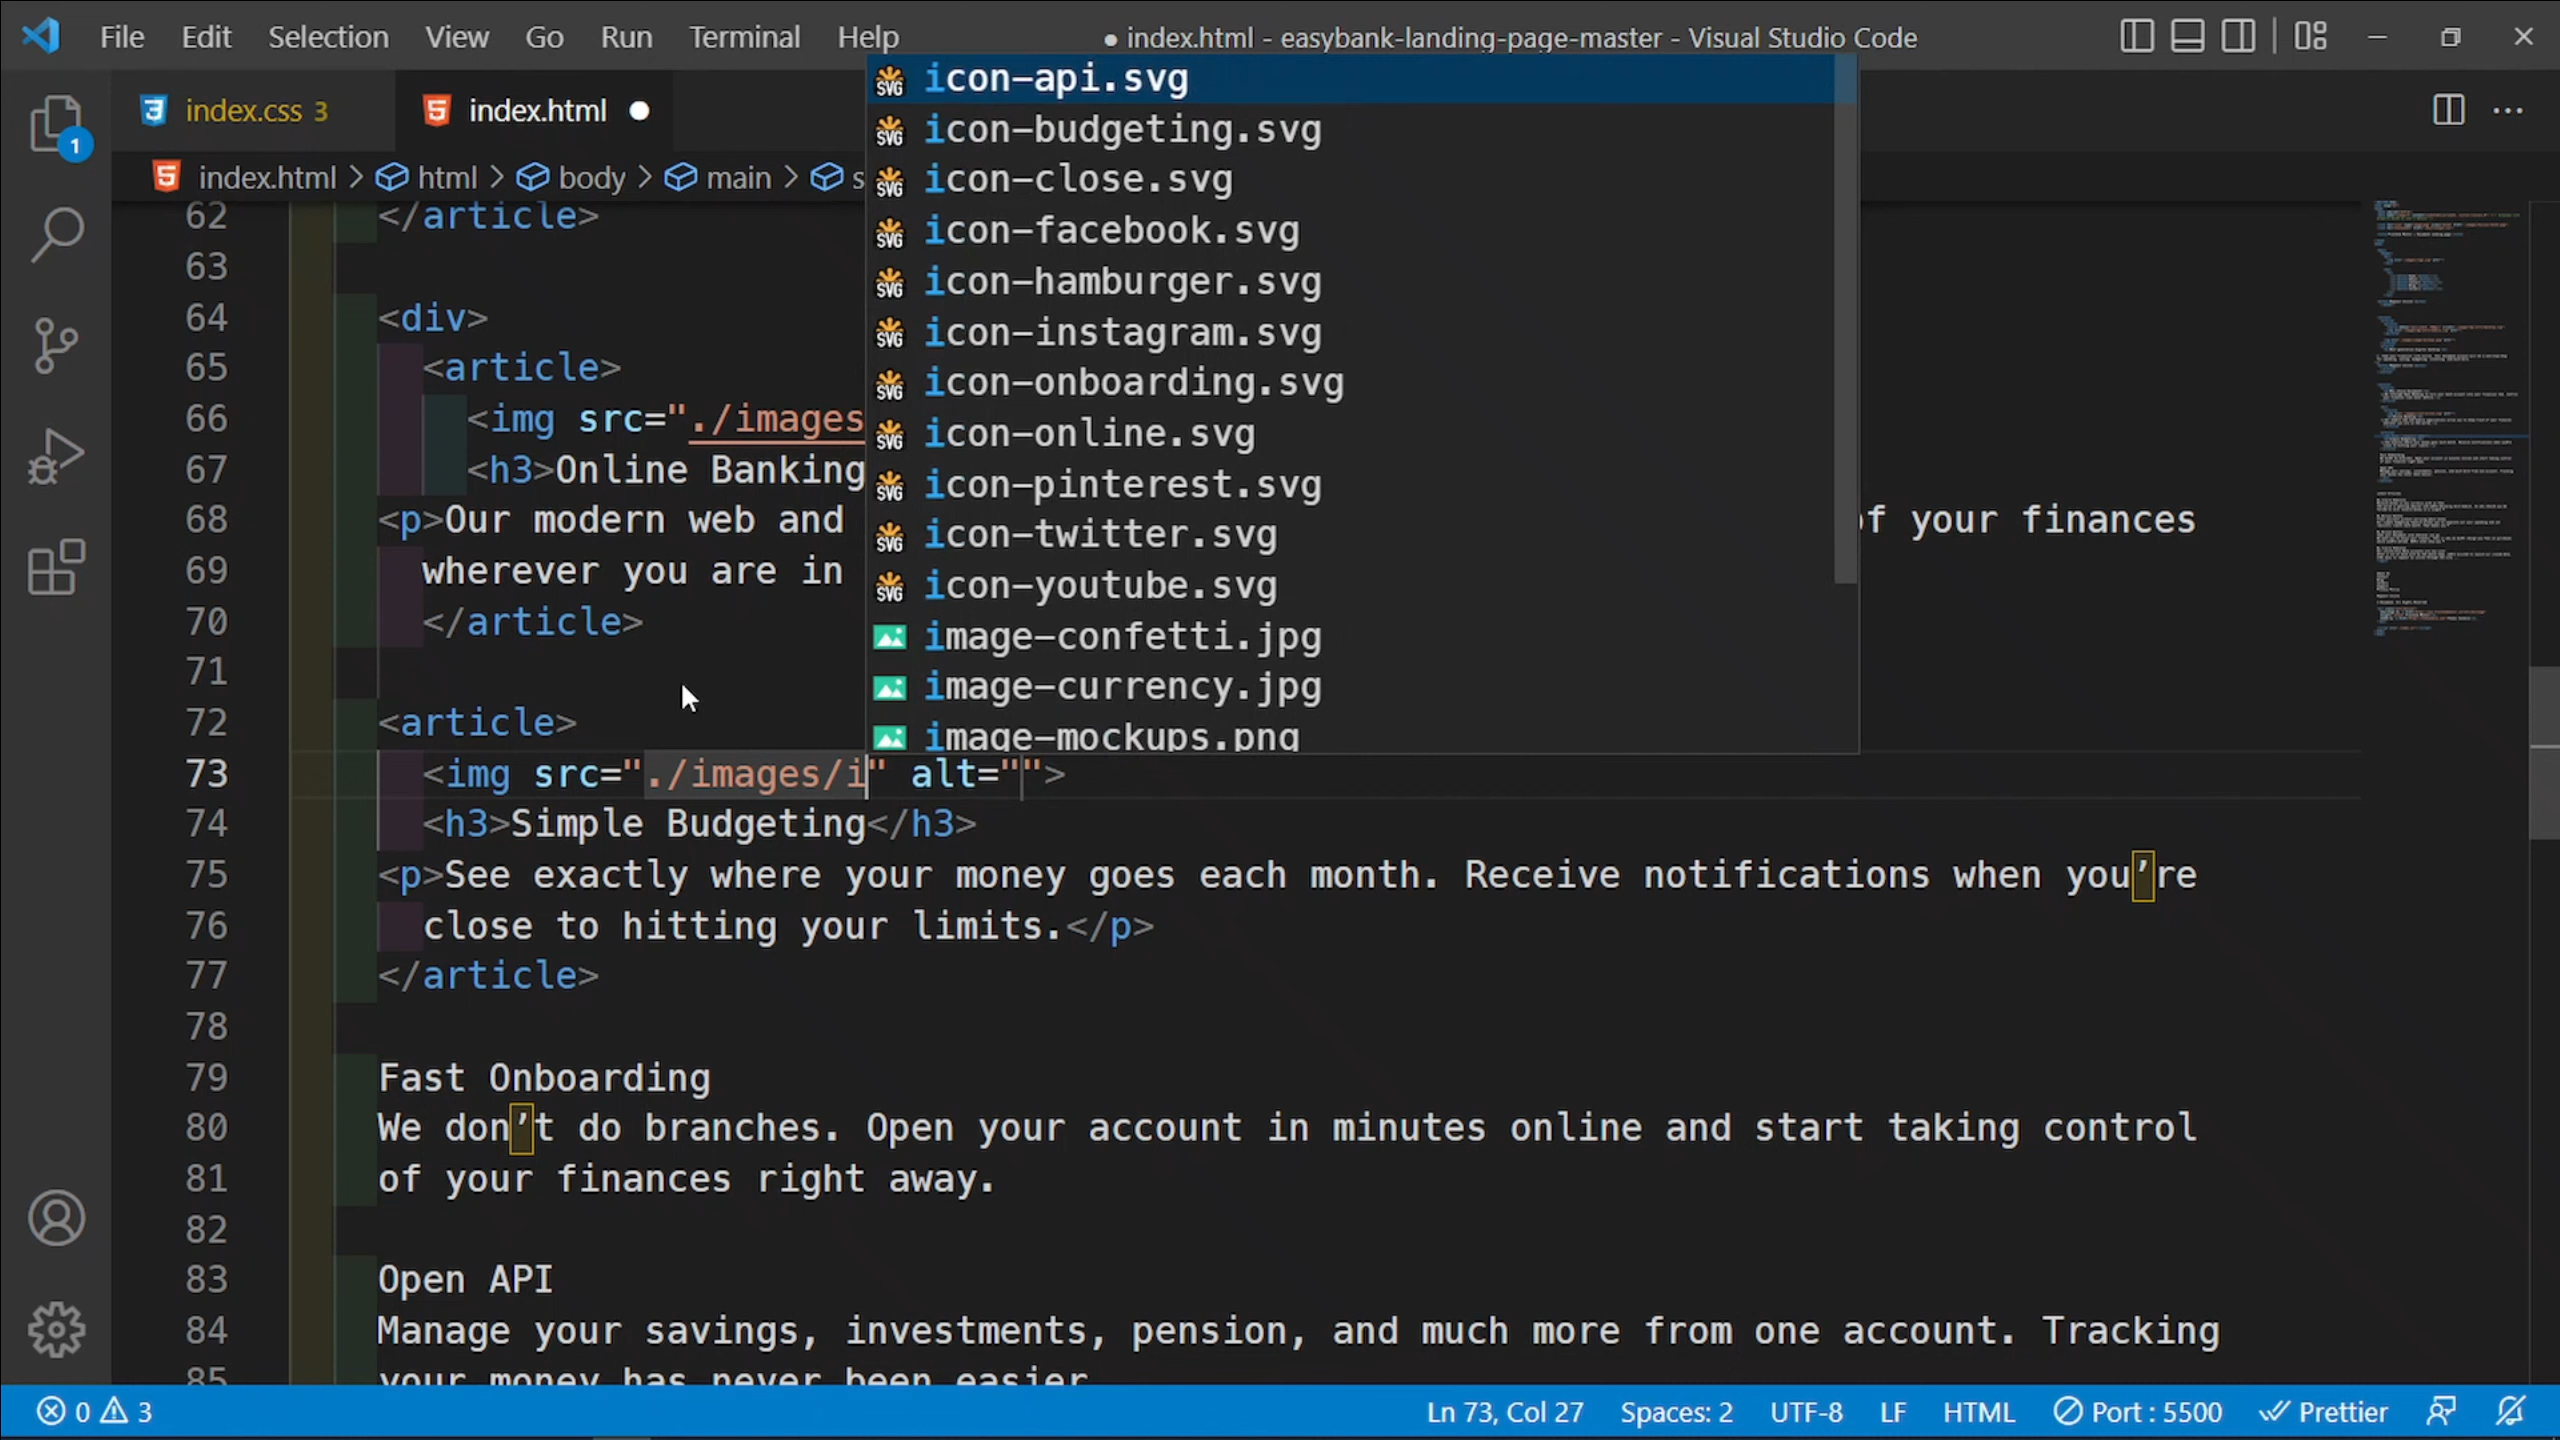 File Edit Selection View Go Run Terminal Help ● index.html - easybank-landing-page-master - Visual Studio Code
index.css 3 index.html ●
index.html > html > body > main > s
icon-api.svg
icon-budgeting.svg
icon-close.svg
icon-facebook.svg
icon-hamburger.svg
icon-instagram.svg
icon-onboarding.svg
icon-online.svg
icon-pinterest.svg
icon-twitter.svg
icon-youtube.svg
image-confetti.jpg
image-currency.jpg
image-mockups.png
1
62 </article>
63
64 <div>
65 <article>
66 <img src="./images
67 <h3>Online Banking
68 <p>Our modern web and of your finances
69 wherever you are in
70 </article>
71
72 <article>
73 <img src="./images/i" alt="">
74 <h3>Simple Budgeting</h3>
75 <p>See exactly where your money goes each month. Receive notifications when you’re
76 close to hitting your limits.</p>
77 </article>
78
79 Fast Onboarding
80 We don’t do branches. Open your account in minutes online and start taking control
81 of your finances right away.
82
83 Open API
84 Manage your savings, investments, pension, and much more from one account. Tracking
85 your money has never been easier
0 3 Ln 73, Col 27 Spaces: 2 UTF-8 LF HTML Port : 5500 Prettier